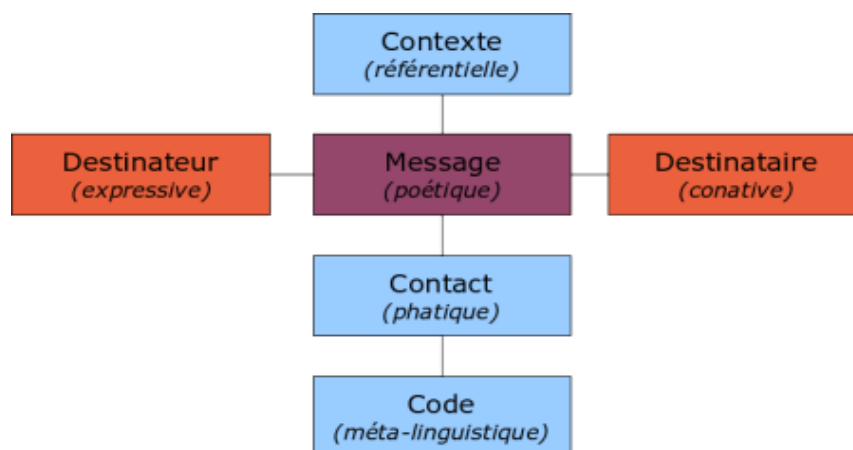 Contexte
(référentielle)
Destinateur
(expressive)
Message
(poétique)
Destinataire
(conative)
Contact
(phatique)
Code
(méta-linguistique)